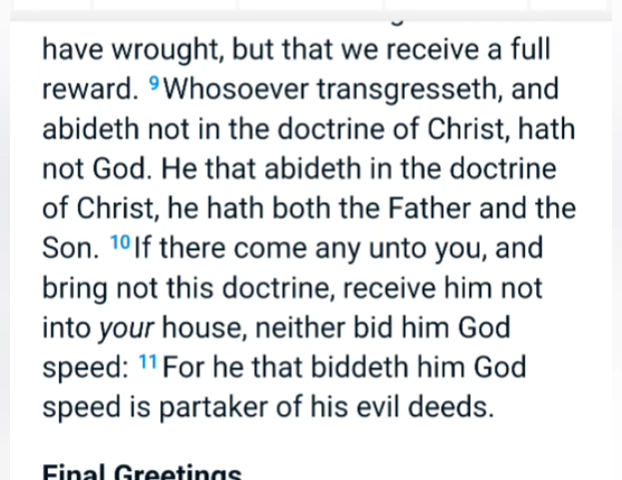 have wrought, but that we receive a full
reward. 9Whosoever transgresseth, and
abideth not in the doctrine of Christ, hath
not God. He that abideth in the doctrine
of Christ, he hath both the Father and the
Son. 10If there come any unto you, and
bring not this doctrine, receive him not
into your house, neither bid him God
speed: 11For he that biddeth him God
speed is partaker of his evil deeds.
Final Greetings